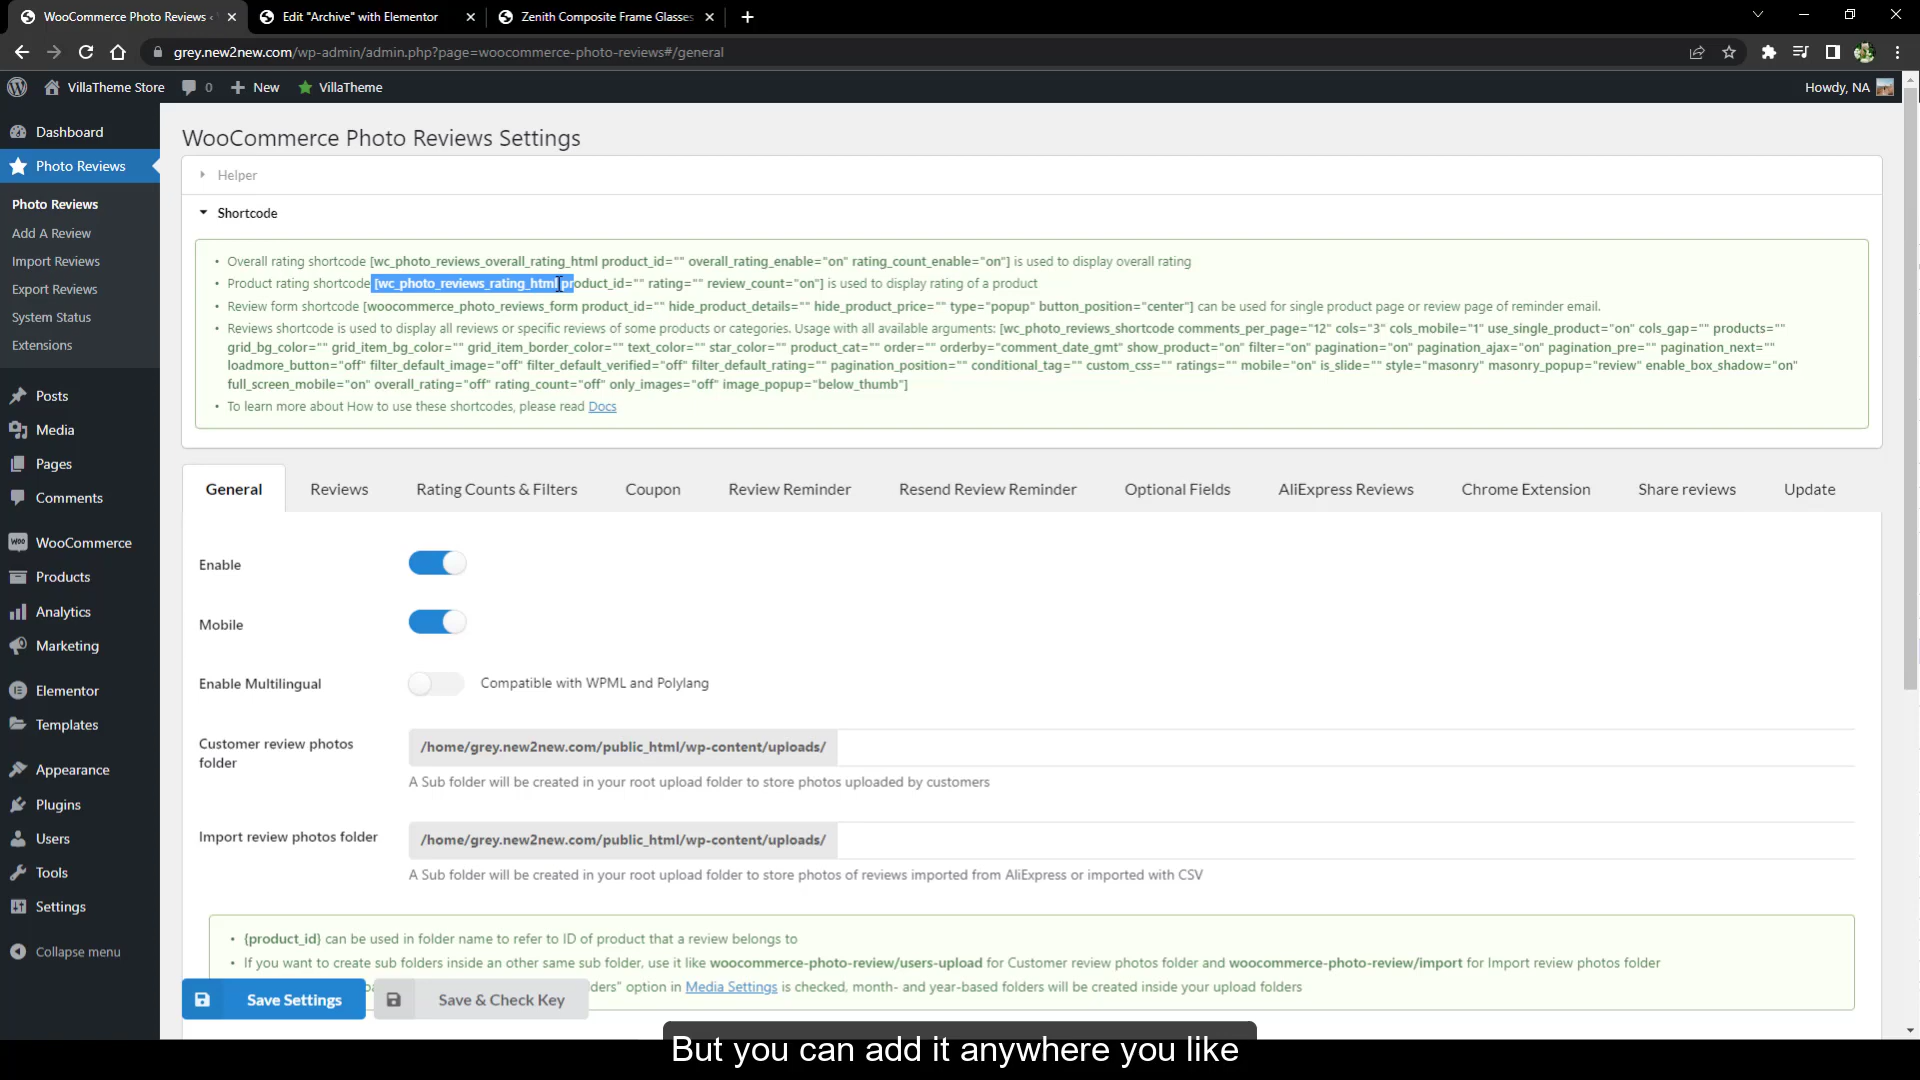 WooCommerce Photo Reviews ‹
Edit "Archive" with Elementor
Zenith Composite Frame Glasses
grey.new2new.com/wp-admin/admin.php?page=woocommerce-photo-reviews#/general
VillaTheme Store
0
New
VillaTheme
Howdy, NA
Dashboard
Photo Reviews
Photo Reviews
Add A Review
Import Reviews
Export Reviews
System Status
Extensions
Posts
Media
Pages
Comments
WooCommerce
Products
Analytics
Marketing
Elementor
Templates
Appearance
Plugins
Users
Tools
Settings
Collapse menu
WooCommerce Photo Reviews Settings
Helper
Shortcode
• Overall rating shortcode [wc_photo_reviews_overall_rating_html product_id="" overall_rating_enable="on" rating_count_enable="on"] is used to display overall rating
• Product rating shortcode [wc_photo_reviews_rating_html product_id="" rating="" review_count="on"] is used to display rating of a product
• Review form shortcode [woocommerce_photo_reviews_form product_id="" hide_product_details="" hide_product_price="" type="popup" button_position="center"] can be used for single product page or review page of reminder email.
• Reviews shortcode is used to display all reviews or specific reviews of some products or categories. Usage with all available arguments: [wc_photo_reviews_shortcode comments_per_page="12" cols="3" cols_mobile="1" use_single_product="on" cols_gap="" products=""
grid_bg_color="" grid_item_bg_color="" grid_item_border_color="" text_color="" star_color="" product_cat="" order="" orderby="comment_date_gmt" show_product="on" filter="on" pagination="on" pagination_ajax="on" pagination_pre="" pagination_next=""
loadmore_button="off" filter_default_image="off" filter_default_verified="off" filter_default_rating="" pagination_position="" conditional_tag="" custom_css="" ratings="" mobile="on" is_slide="" style="masonry" masonry_popup="review" enable_box_shadow="on"
full_screen_mobile="on" overall_rating="off" rating_count="off" only_images="off" image_popup="below_thumb"]
• To learn more about How to use these shortcodes, please read Docs
General
Reviews
Rating Counts & Filters
Coupon
Review Reminder
Resend Review Reminder
Optional Fields
AliExpress Reviews
Chrome Extension
Share reviews
Update
Enable
Mobile
Enable Multilingual
Compatible with WPML and Polylang
Customer review photos
folder
/home/grey.new2new.com/public_html/wp-content/uploads/
A Sub folder will be created in your root upload folder to store photos uploaded by customers
Import review photos folder
/home/grey.new2new.com/public_html/wp-content/uploads/
A Sub folder will be created in your root upload folder to store photos of reviews imported from AliExpress or imported with CSV
• {product_id} can be used in folder name to refer to ID of product that a review belongs to
• If you want to create sub folders inside an other same sub folder, use it like woocommerce-photo-review/users-upload for Customer review photos folder and woocommerce-photo-review/import for Import review photos folder
ders" option in Media Settings is checked, month- and year-based folders will be created inside your upload folders
Save Settings
Save & Check Key
But you can add it anywhere you like